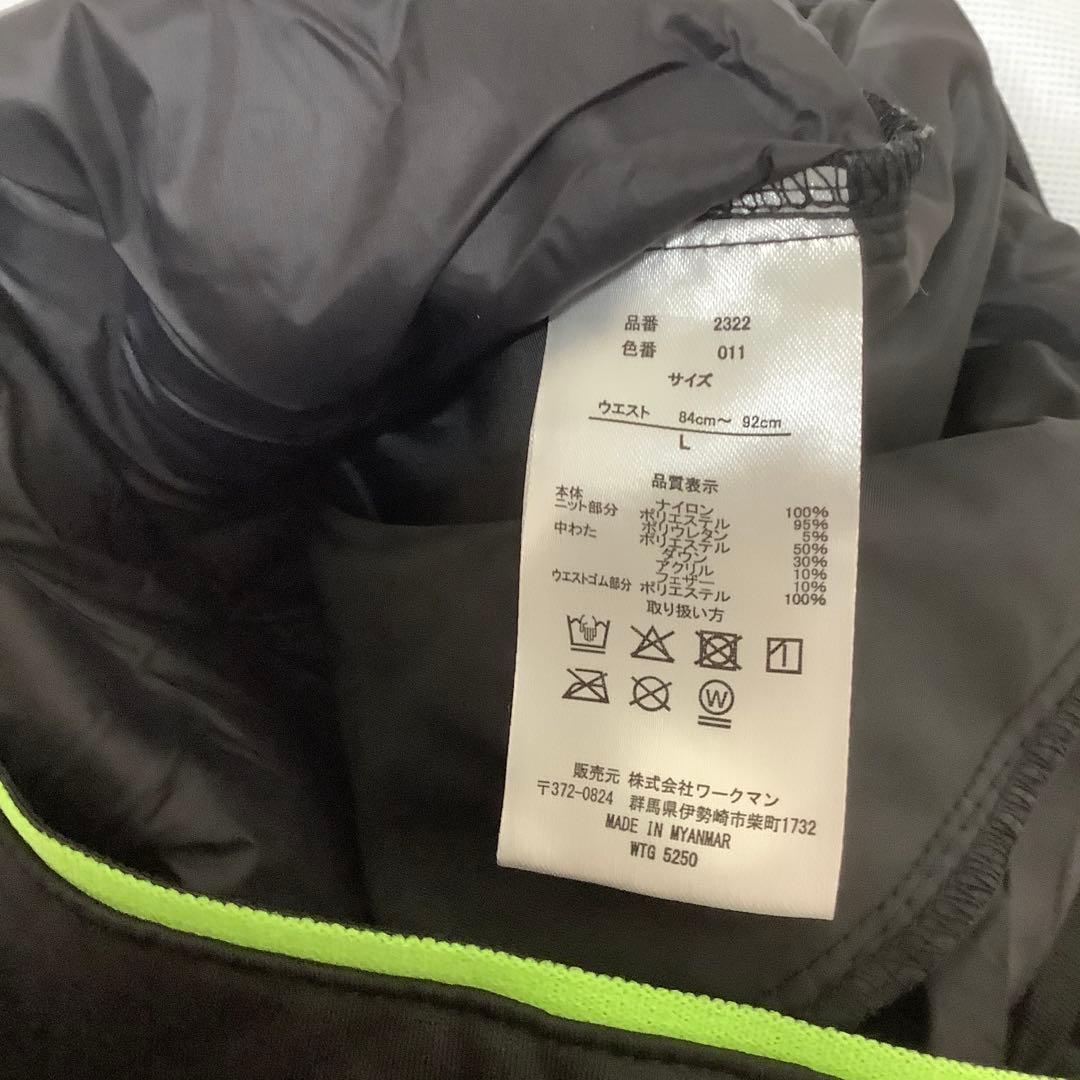 品番 2322
色番 011
サイズ
ウエスト 84cm～ 92cm
L
品質表示
本体 ナイロン 100%
ニット部分 ポリエステル 95%
ポリウレタン 5%
中わた ポリエステル 50%
ダウン 30%
アクリル 10%
フェザー 10%
ウエストゴム部分 ポリエステル 100%
取り扱い方
1
W
販売元 株式会社ワークマン
〒372-0824 群馬県伊勢崎市柴町1732
MADE IN MYANMAR
WTG 5250